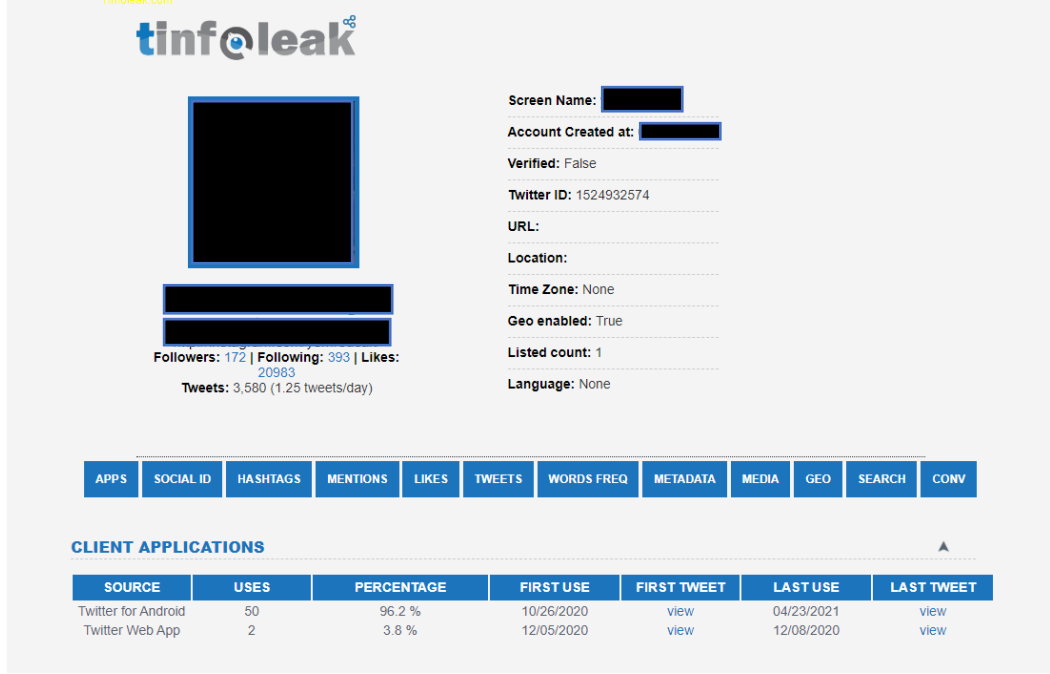 Tinfoleak.com
tinfoleak
Screen Name:
Account Created at:
Verified: False
Twitter ID: 1524932574
URL:
Location:
Time Zone: None
Geo enabled: True
Listed count: 1
Language: None
Followers: 172 | Following: 393 | Likes:
20983
Tweets: 3,580 (1.25 tweets/day)
APPS SOCIAL ID HASHTAGS MENTIONS LIKES TWEETS WORDS FREQ METADATA MEDIA GEO SEARCH CONV
CLIENT APPLICATIONS
SOURCE USES PERCENTAGE FIRST USE FIRST TWEET LAST USE LAST TWEET
Twitter for Android 50 96.2 % 10/26/2020 view 04/23/2021 view
Twitter Web App 2 3.8 % 12/05/2020 view 12/08/2020 view